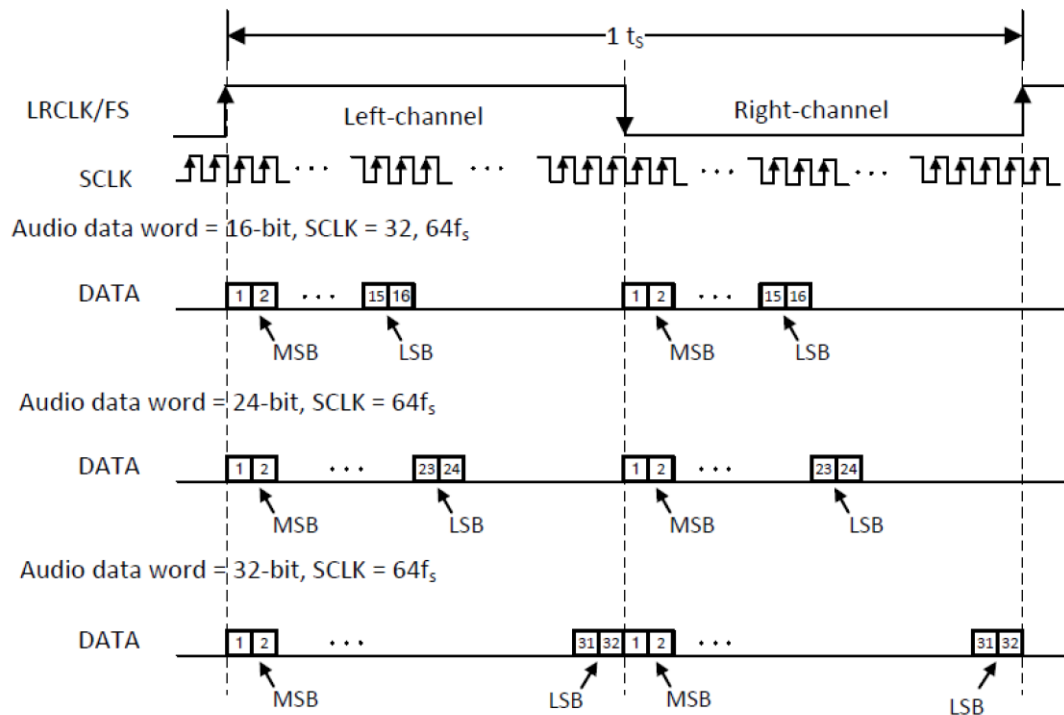 1 tS
LRCLK/FS
Left-channel
Right-channel
SCLK
Audio data word = 16-bit, SCLK = 32, 64fs
DATA 1 2 ... 15 16 1 2 ... 15 16
MSB LSB MSB LSB
Audio data word = 24-bit, SCLK = 64fs
DATA 1 2 ... 23 24 1 2 ... 23 24
MSB LSB MSB LSB
Audio data word = 32-bit, SCLK = 64fs
DATA 1 2 ... 31 32 1 2 ... 31 32
MSB LSB MSB LSB